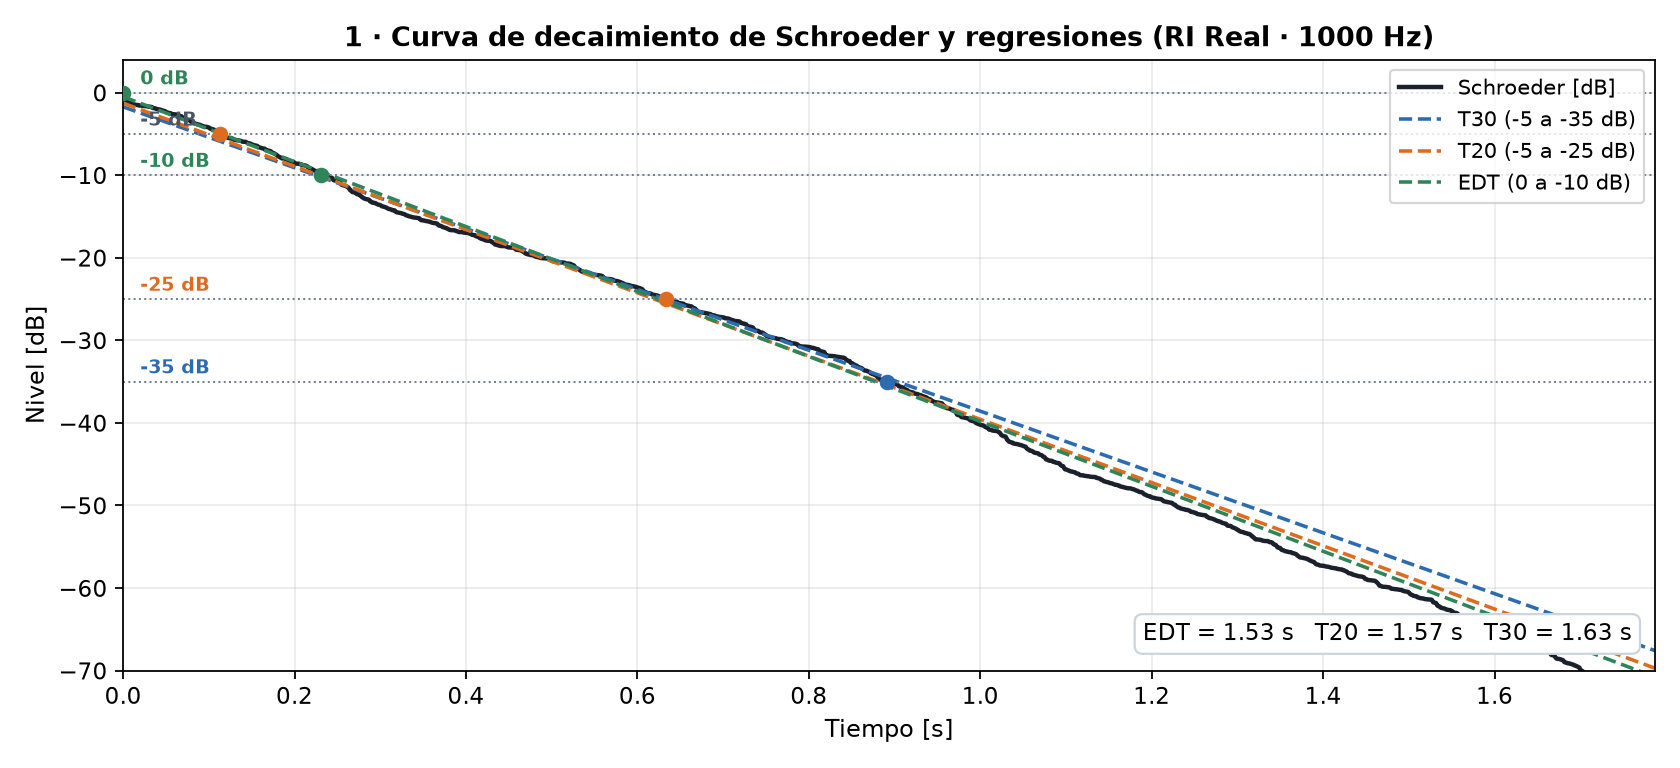 1 · Curva de decaimiento de Schroeder y regresiones (RI Real · 1000 Hz)
0 dB
-5 dB
-10 dB
-25 dB
-35 dB
Schroeder [dB]
T30 (-5 a -35 dB)
T20 (-5 a -25 dB)
EDT (0 a -10 dB)
EDT = 1.53 s   T20 = 1.57 s   T30 = 1.63 s
Nivel [dB]
0
−10
−20
−30
−40
−50
−60
−70
0.0 0.2 0.4 0.6 0.8 1.0 1.2 1.4 1.6
Tiempo [s]